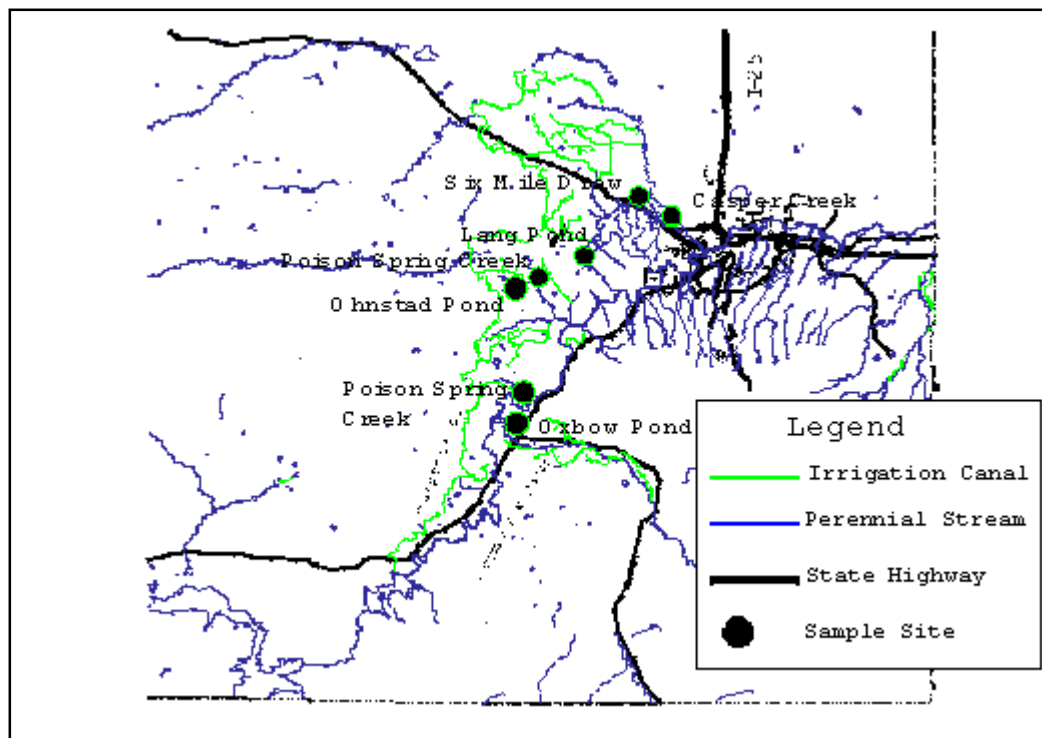 I-25
Six Mile Draw
Casper Creek
Lang Pond
Poison Spring Creek
Ohnstad Pond
Poison Spring
Creek
Oxbow Pond
Legend
Irrigation Canal
Perennial Stream
State Highway
Sample Site